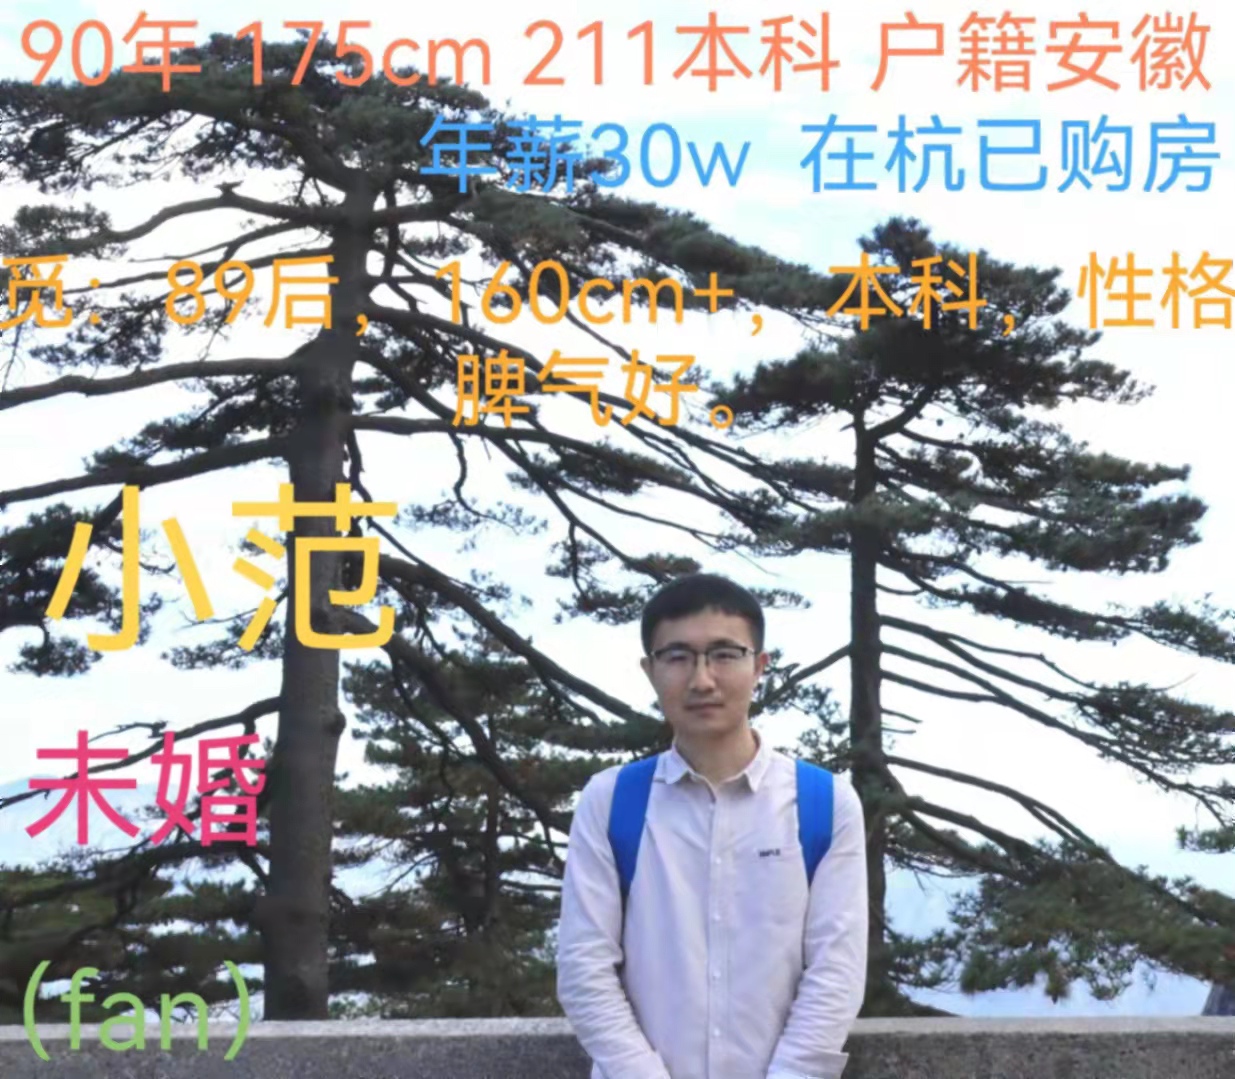 90年 175cm 211本科 户籍安徽
年薪30w 在杭已购房
觅：89后，160cm+，本科，性格
脾气好。
小范
未婚
(fan)